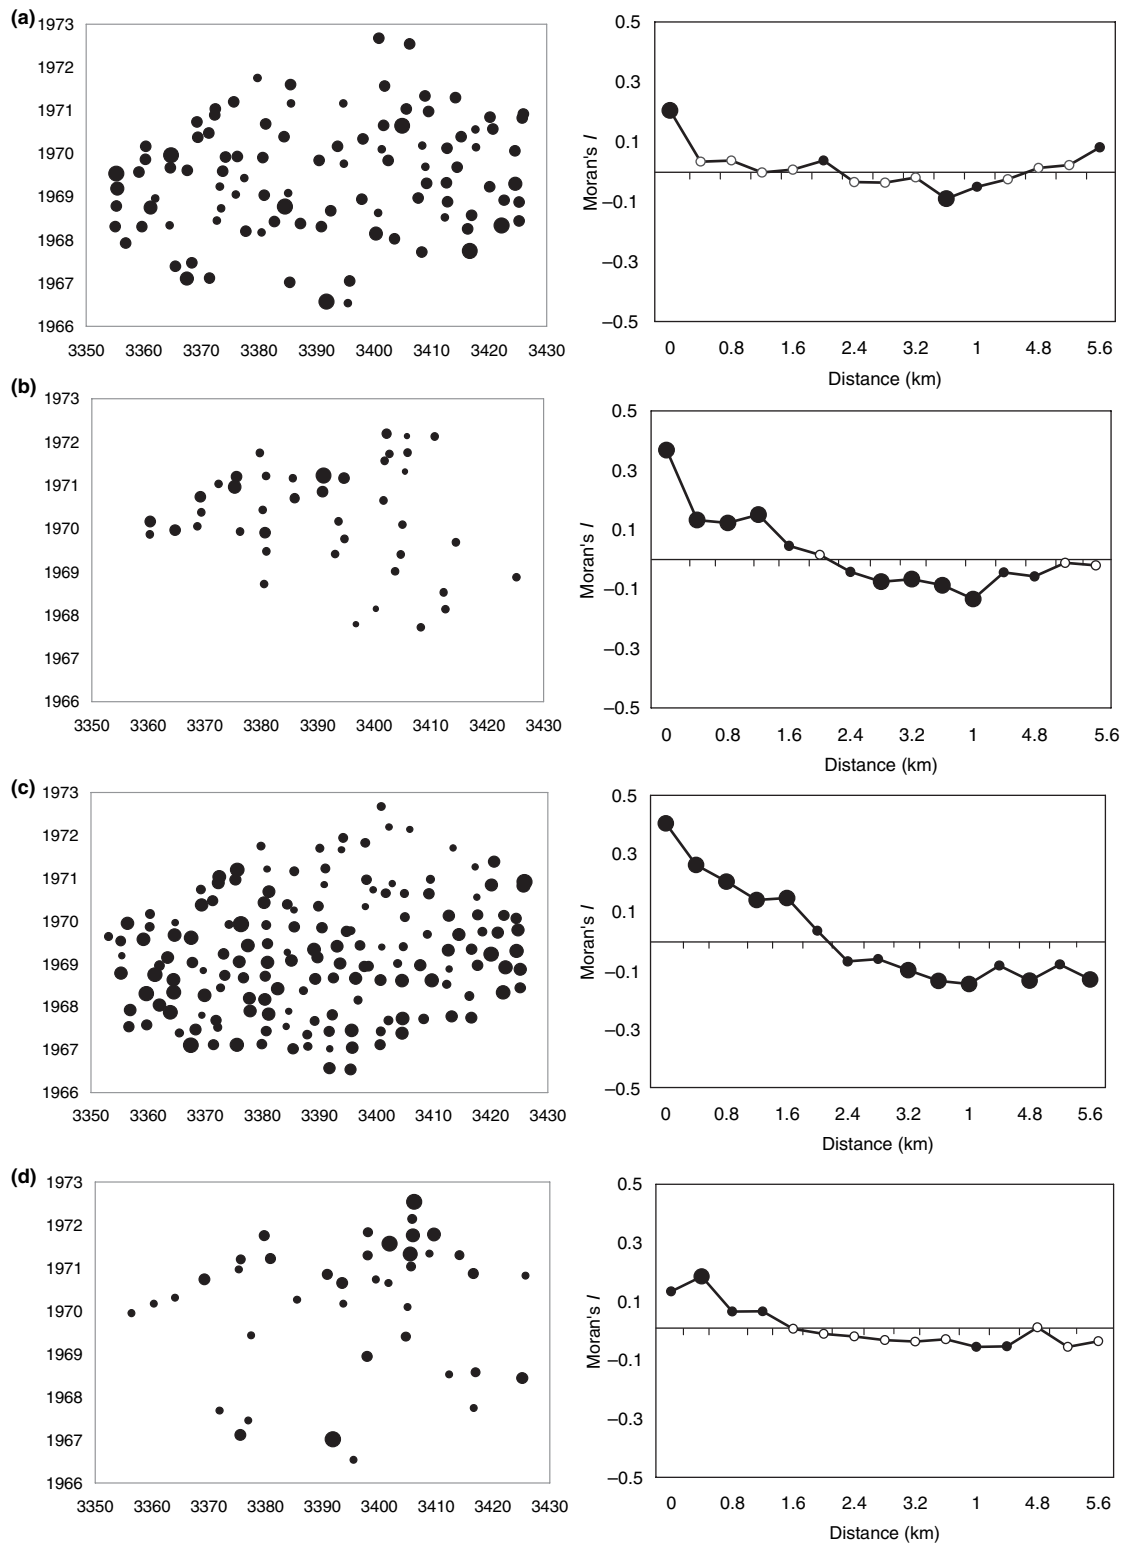 (a)
1973
1972
1971
1970
1969
1968
1967
1966
3350 3360 3370 3380 3390 3400 3410 3420 3430
0.5
0.3
0.1
–0.1
–0.3
–0.5
Moran's I
0 0.8 1.6 2.4 3.2 1 4.8 5.6
Distance (km)
(b)
1973
1972
1971
1970
1969
1968
1967
1966
3350 3360 3370 3380 3390 3400 3410 3420 3430
0.5
0.3
0.1
–0.1
–0.3
–0.5
Moran's I
0 0.8 1.6 2.4 3.2 1 4.8 5.6
Distance (km)
(c)
1973
1972
1971
1970
1969
1968
1967
1966
3350 3360 3370 3380 3390 3400 3410 3420 3430
0.5
0.3
0.1
–0.1
–0.3
–0.5
Moran's I
0 0.8 1.6 2.4 3.2 1 4.8 5.6
Distance (km)
(d)
1973
1972
1971
1970
1969
1968
1967
1966
3350 3360 3370 3380 3390 3400 3410 3420 3430
0.5
0.3
0.1
–0.1
–0.3
–0.5
Moran's I
0 0.8 1.6 2.4 3.2 1 4.8 5.6
Distance (km)